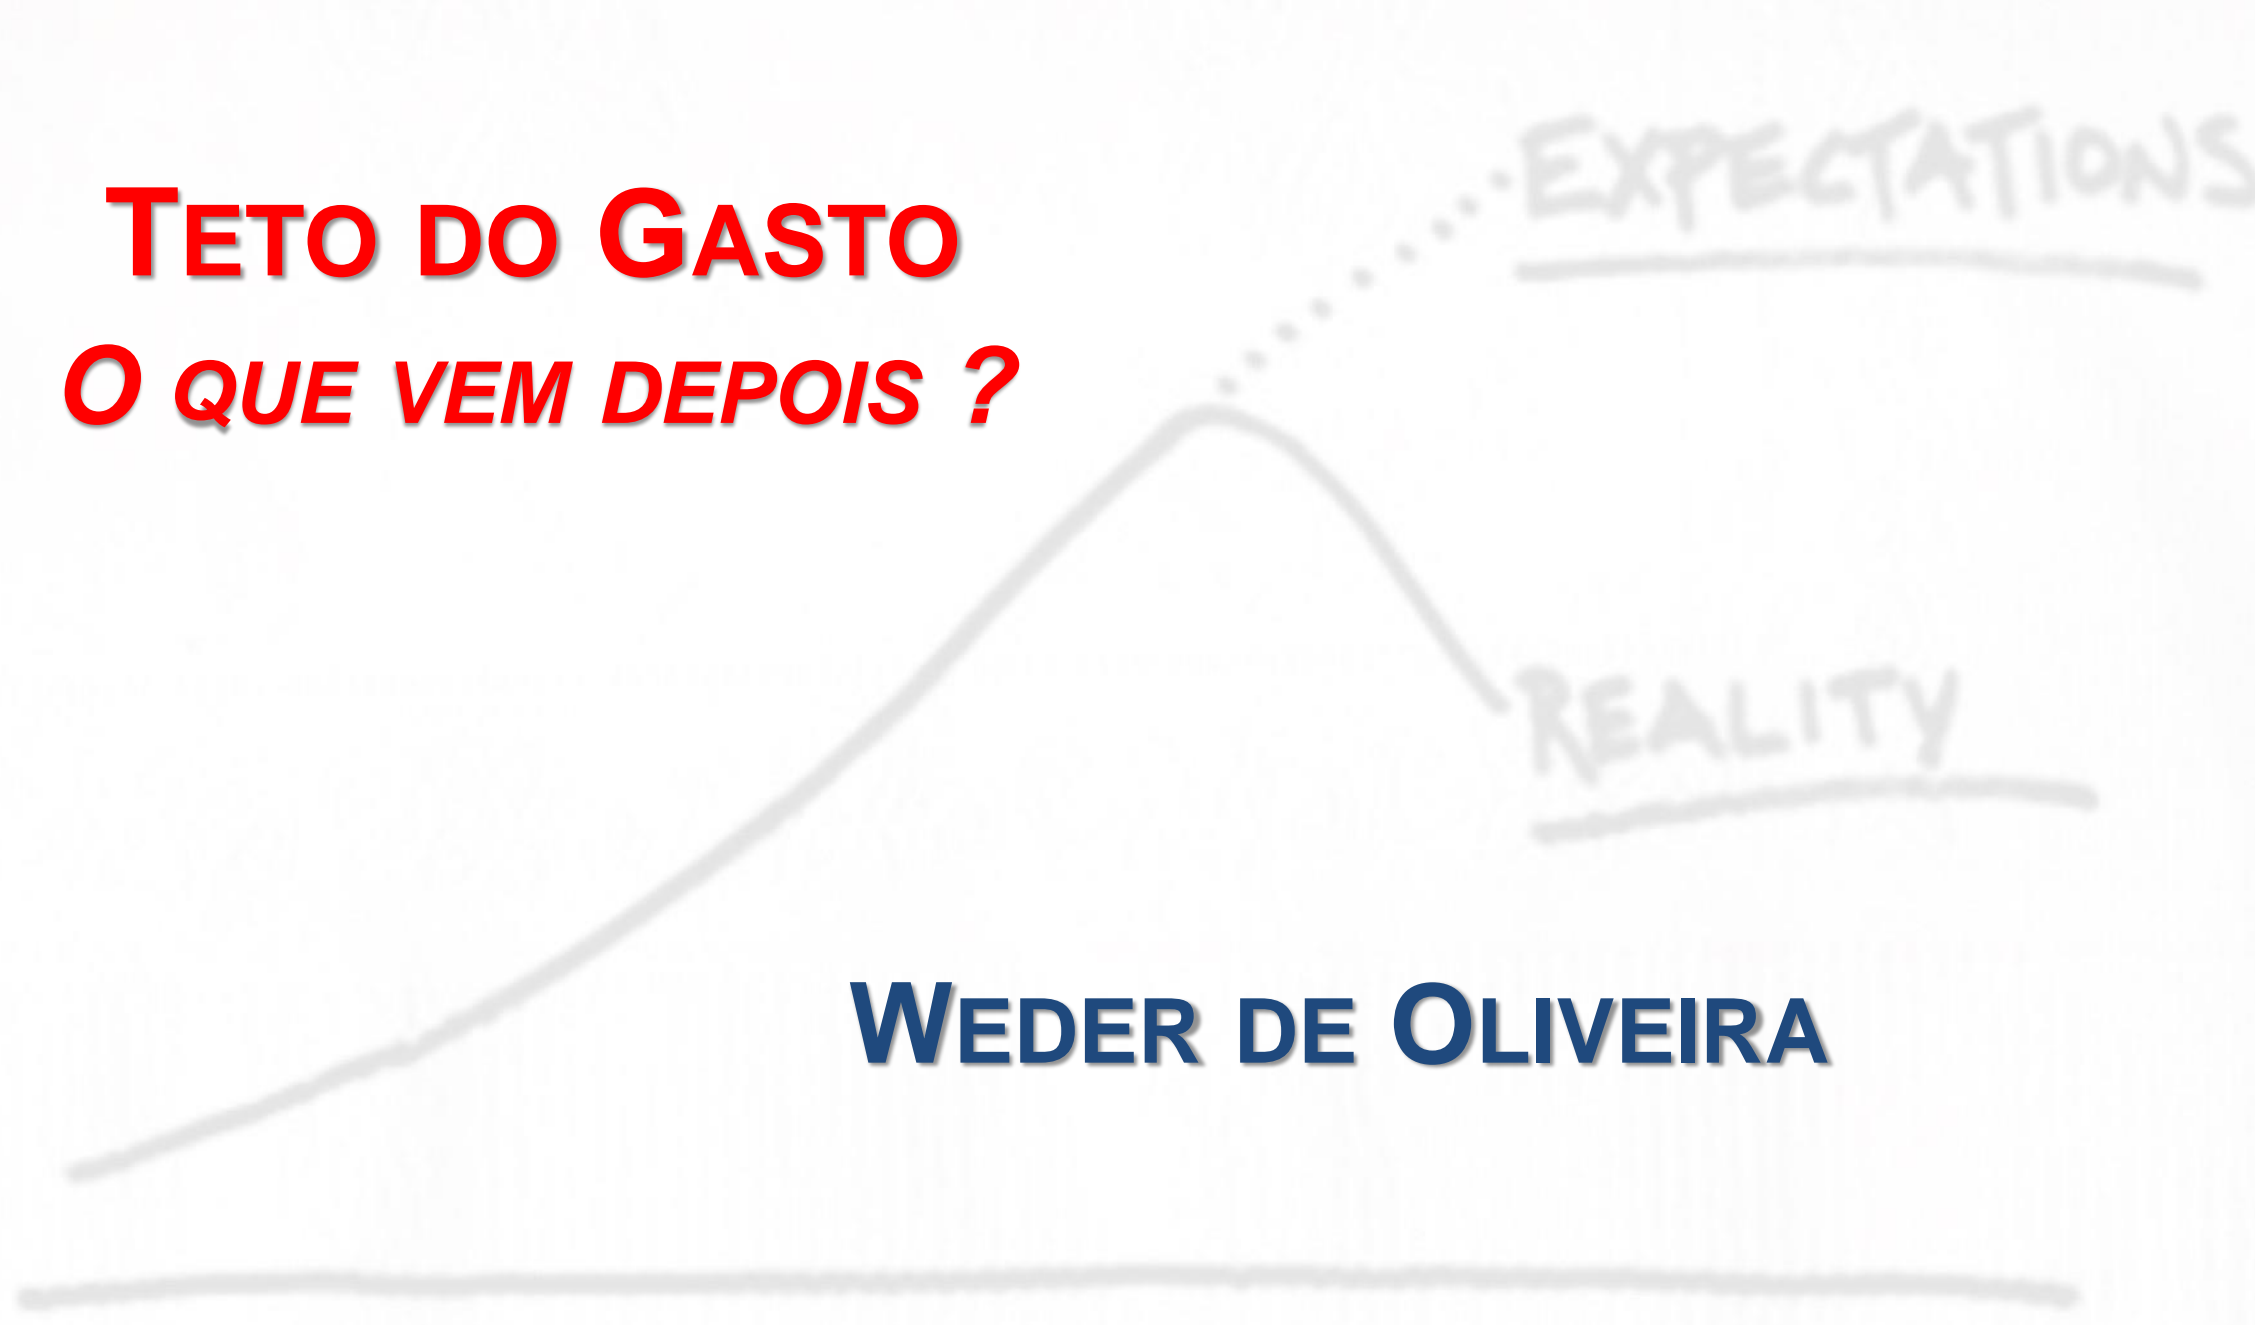 EXPECTATIONS
TETO DO GASTO
O QUE VEM DEPOIS ?
REALITY
WEDER DE OLIVEIRA